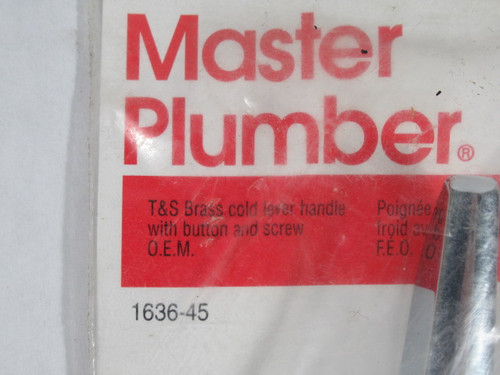 Master
Plumber®
T&S Brass cold lever handle
with button and screw
O.E.M.
Poignée
froid
F.E.O.
1636-45